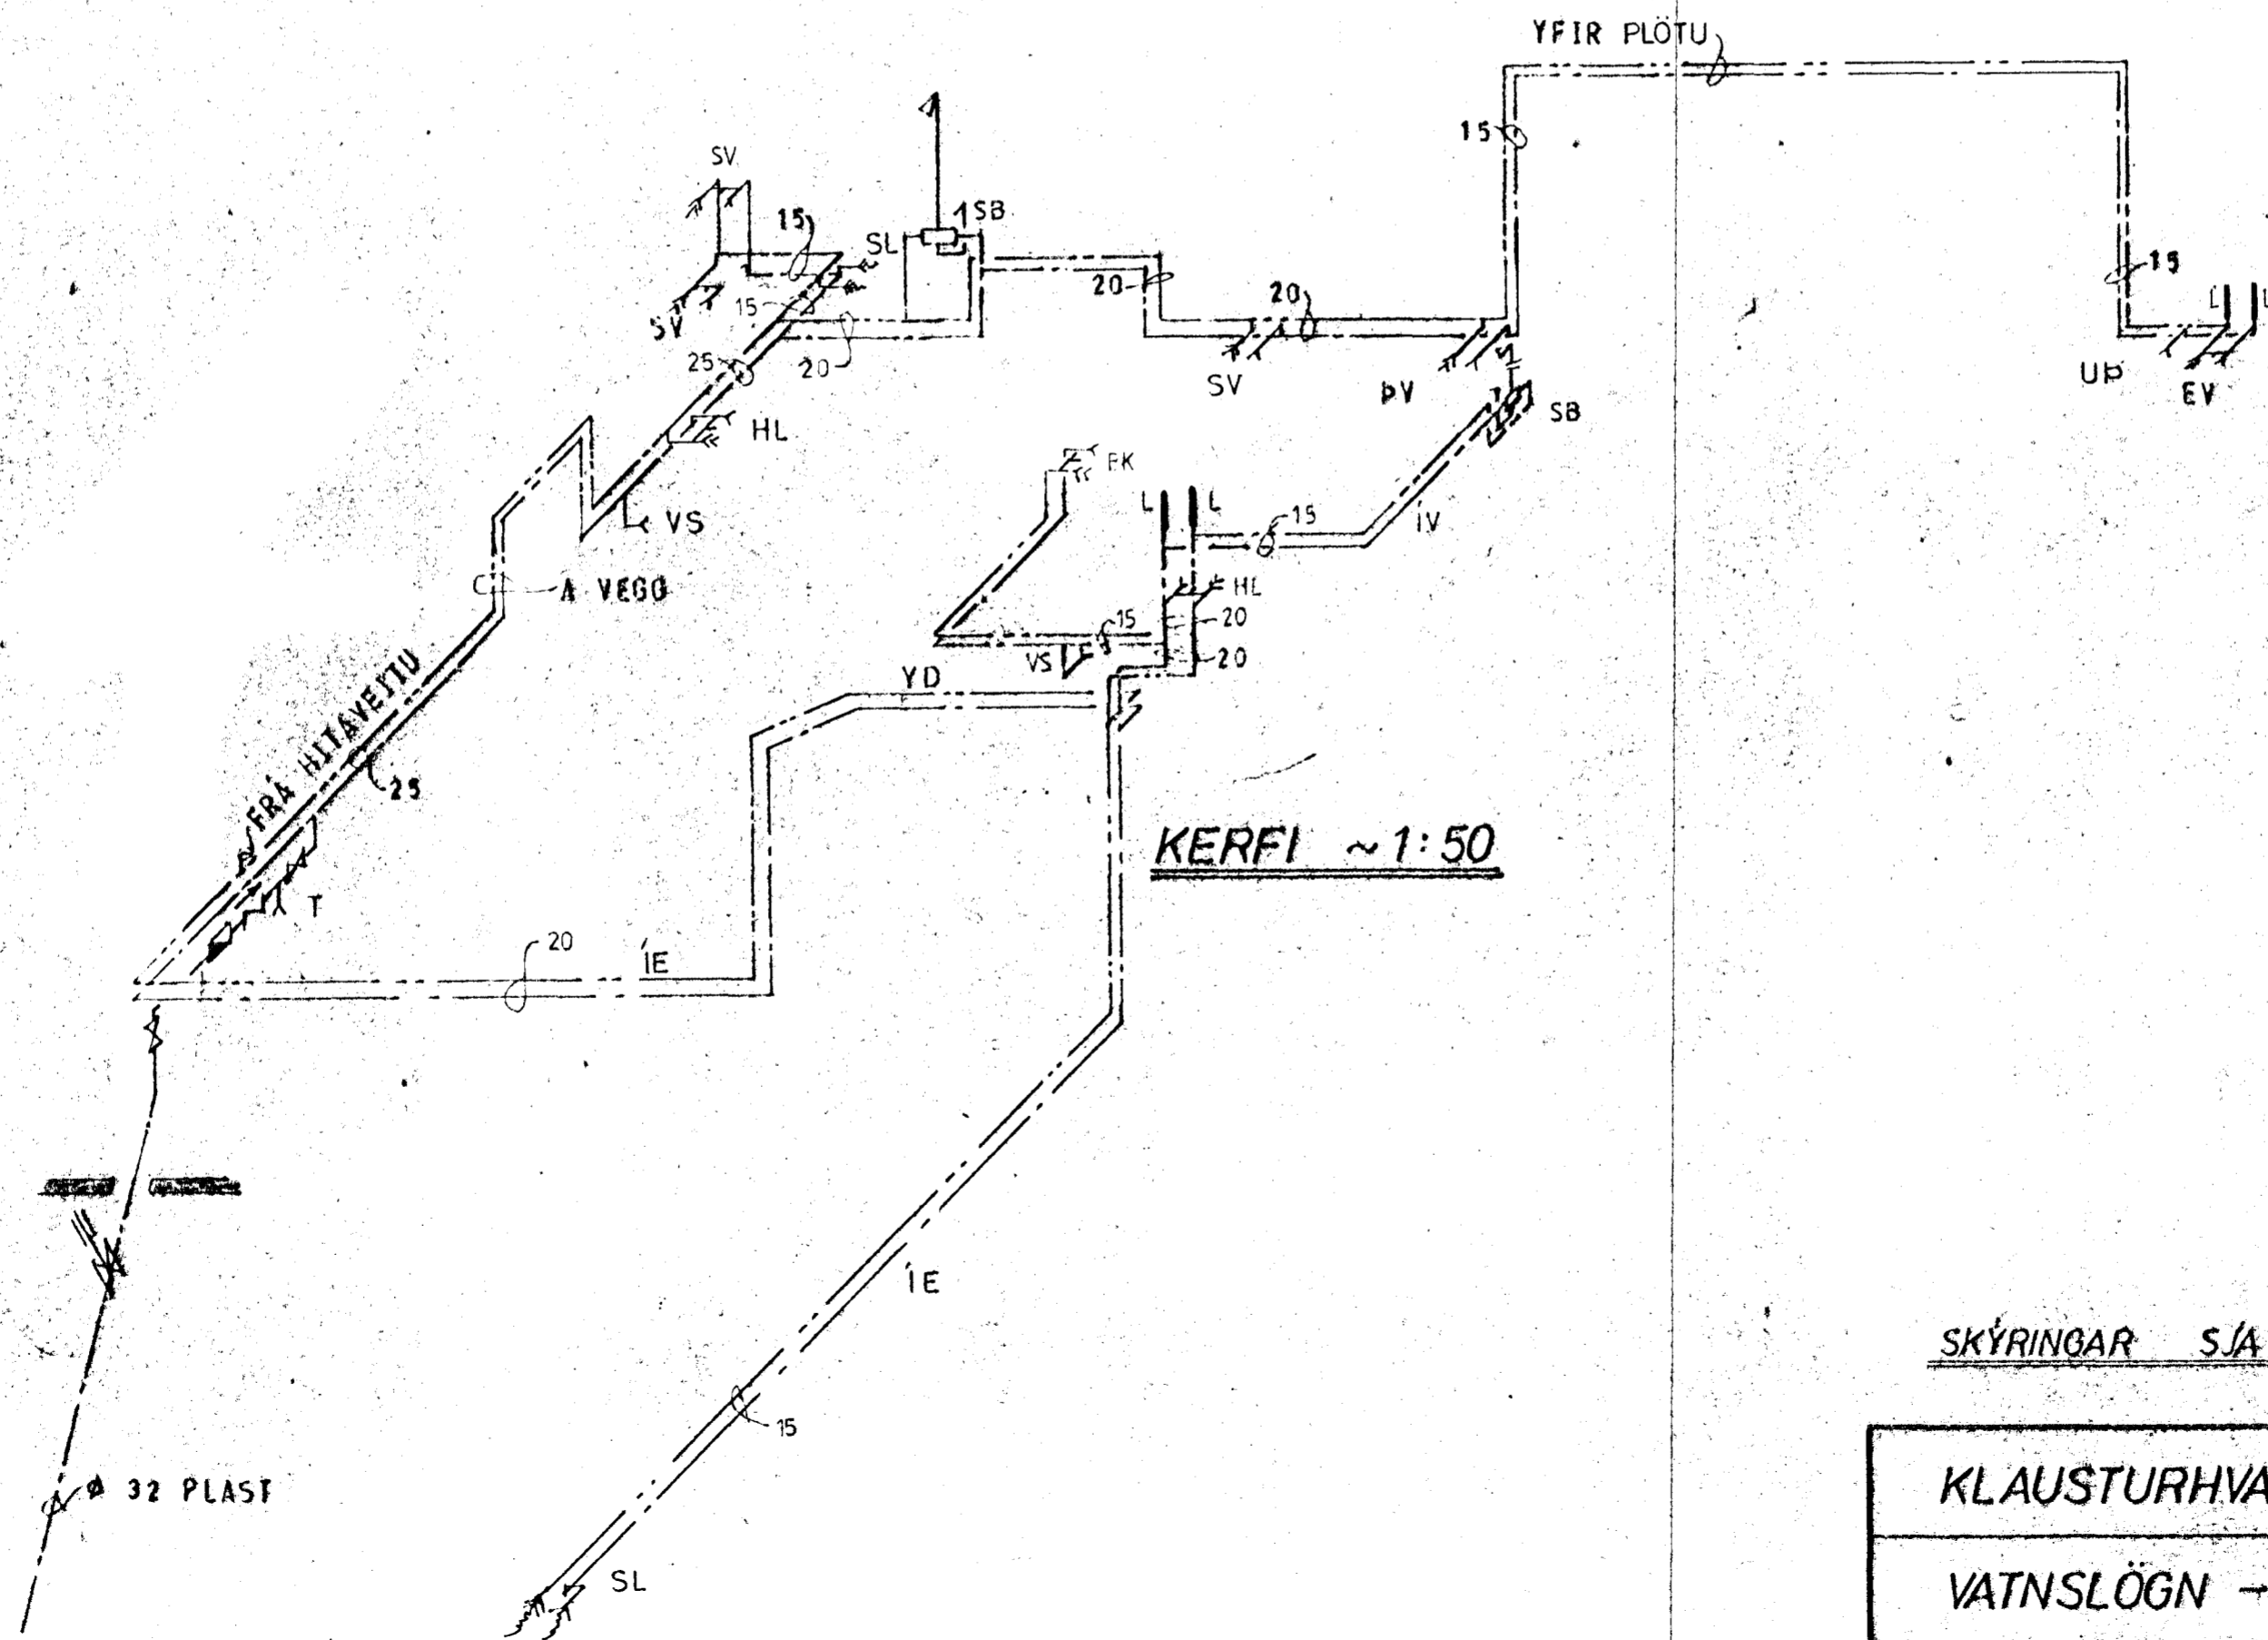 YFIR PLÖTU
15
SV
15
SB
SL
15
SV
20
20
15
L
25
20
SV
ÞV
SB
UÞ
EV
HL
FK
L
L
15
ÍV
VS
Á VEGG
HL
20
15
VS
20
YD
FRÁ HITAVEITU
25
KERFI ~ 1:50
T
20
ÍE
ÍE
SKÝRINGAR SJÁ
15
KLAUSTURHVA
Ø 32 PLAST
SL
VATNSLÖGN -